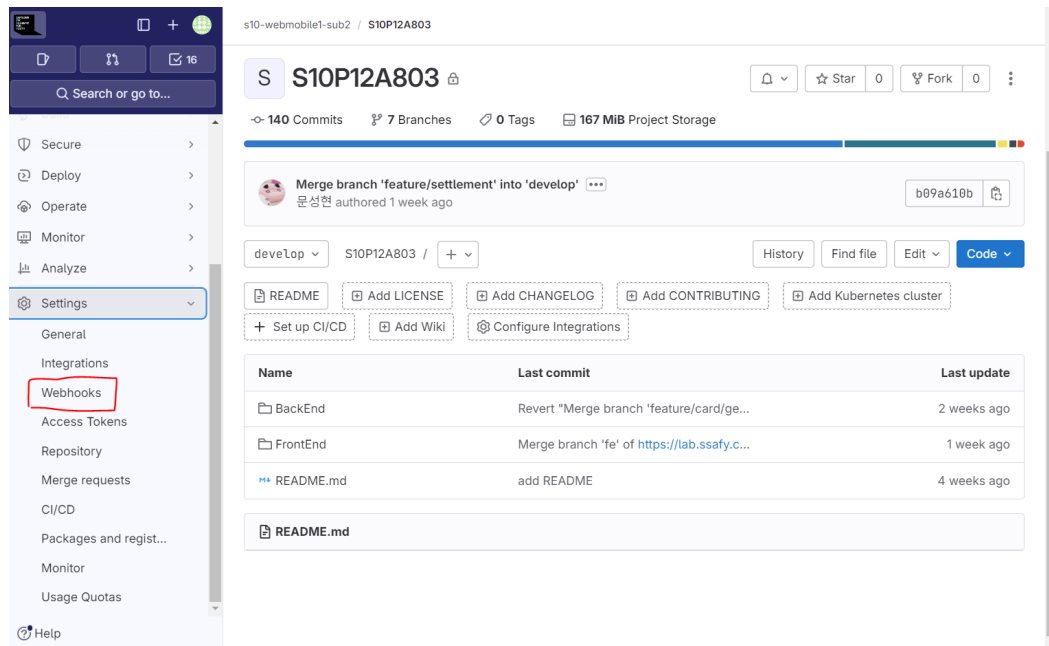 s10-webmobile1-sub2 / S10P12A803
16
Search or go to...
Secure
Deploy
Operate
Monitor
Analyze
Settings
General
Integrations
Webhooks
Access Tokens
Repository
Merge requests
CI/CD
Packages and regist...
Monitor
Usage Quotas
Help
S S10P12A803
Star 0 Fork 0
140 Commits 7 Branches 0 Tags 167 MiB Project Storage
Merge branch 'feature/settlement' into 'develop'
문성현 authored 1 week ago
b09a610b
develop S10P12A803 / + History Find file Edit Code
README Add LICENSE Add CHANGELOG Add CONTRIBUTING Add Kubernetes cluster
+ Set up CI/CD Add Wiki Configure Integrations
Name Last commit Last update
BackEnd Revert "Merge branch 'feature/card/ge... 2 weeks ago
FrontEnd Merge branch 'fe' of https://lab.ssafy.c... 1 week ago
README.md add README 4 weeks ago
README.md